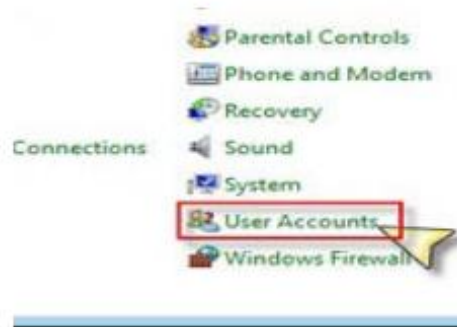 Parental Controls
Phone and Modem
Recovery
Connections
Sound
System
User Accounts
Windows Firewall